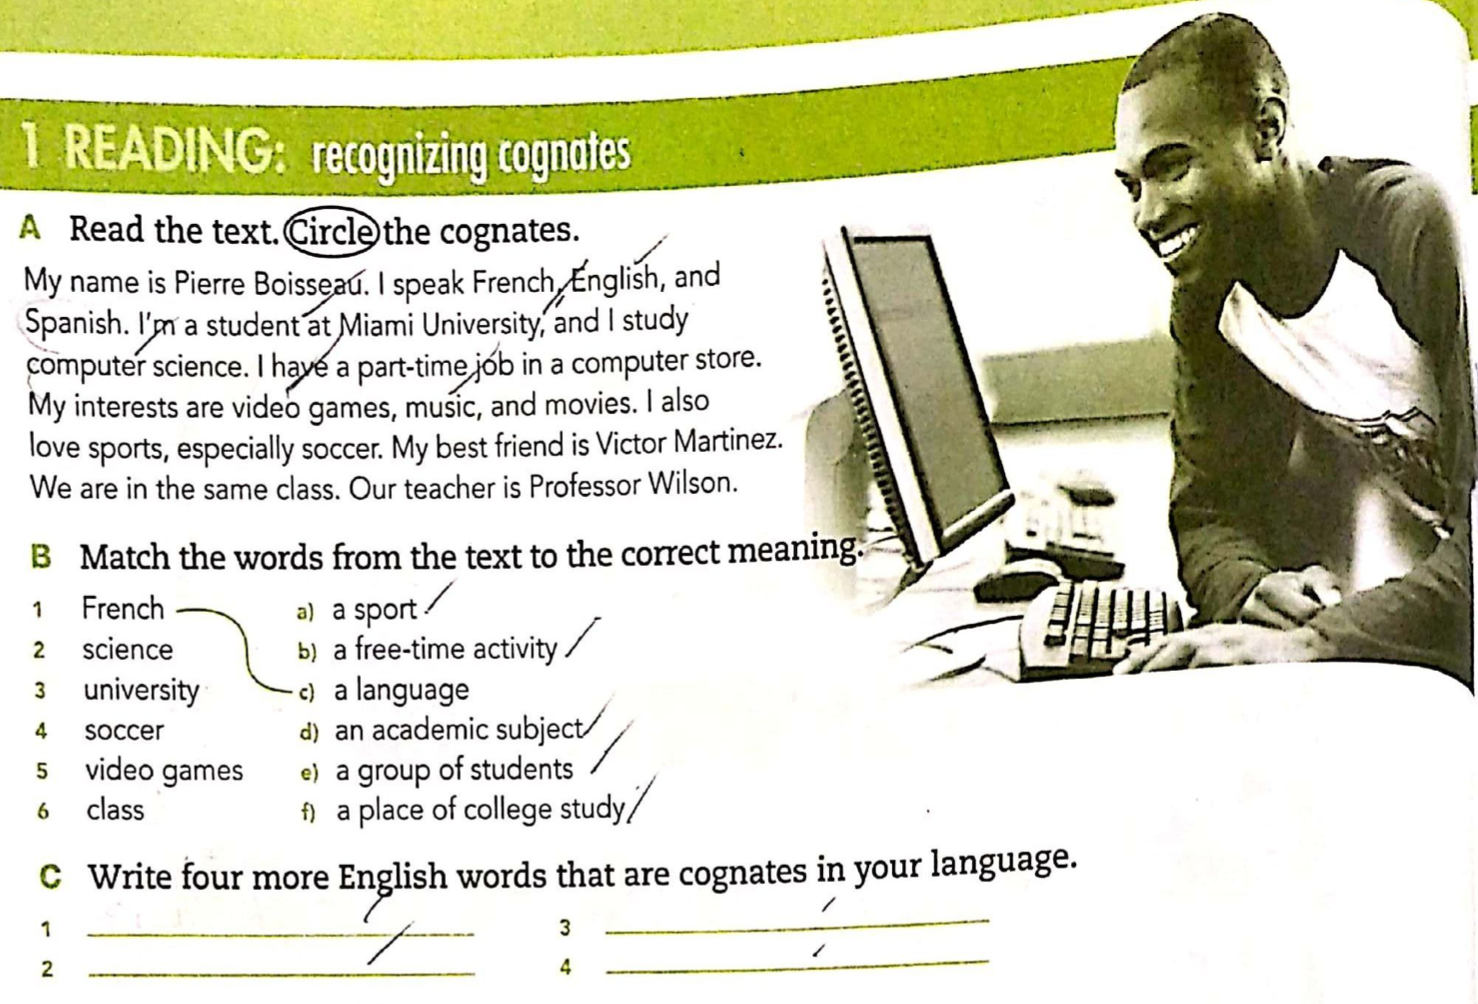 1 READING: recognizing cognates
A Read the text. Circle the cognates.
My name is Pierre Boisseau. I speak French, English, and
Spanish. I'm a student at Miami University, and I study
computer science. I have a part-time job in a computer store.
My interests are video games, music, and movies. I also
love sports, especially soccer. My best friend is Victor Martinez.
We are in the same class. Our teacher is Professor Wilson.
B Match the words from the text to the correct meaning.
1 French a) a sport
2 science b) a free-time activity
3 university c) a language
4 soccer d) an academic subject
5 video games e) a group of students
6 class f) a place of college study
C Write four more English words that are cognates in your language.
1 3
2 4